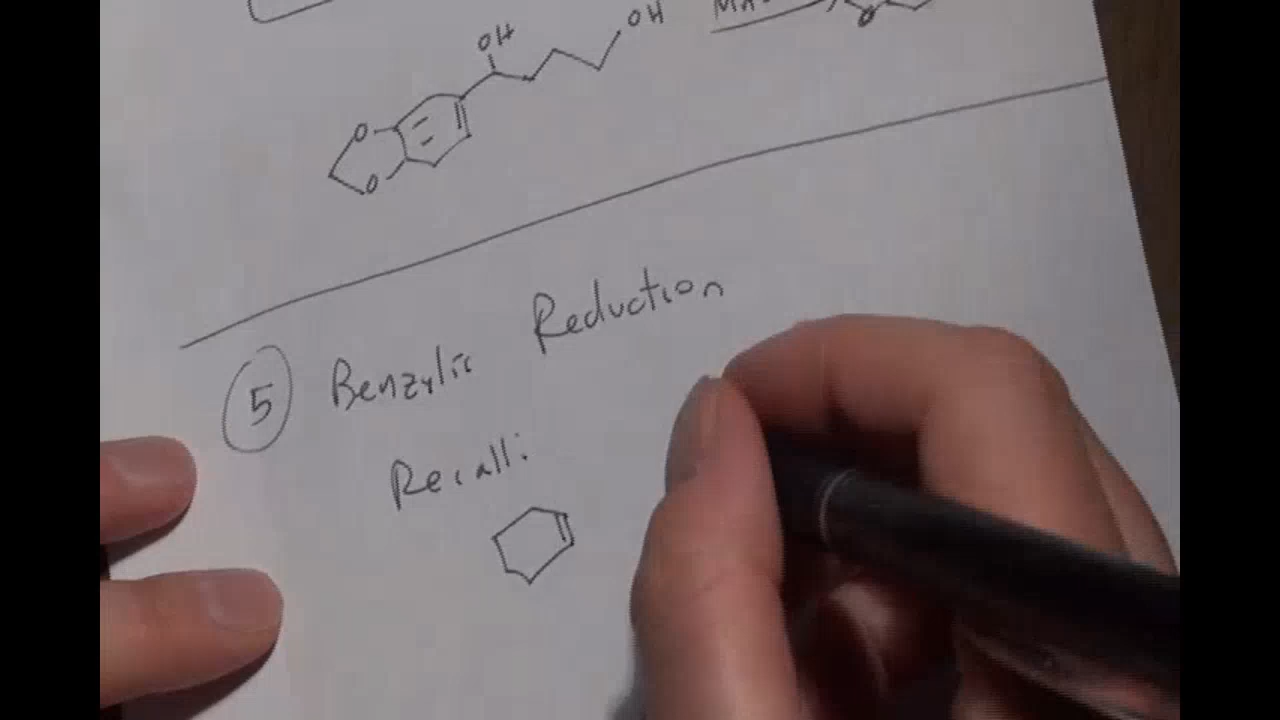 OH
OH
O
O
⑤ Benzylic Reduction
Recall: